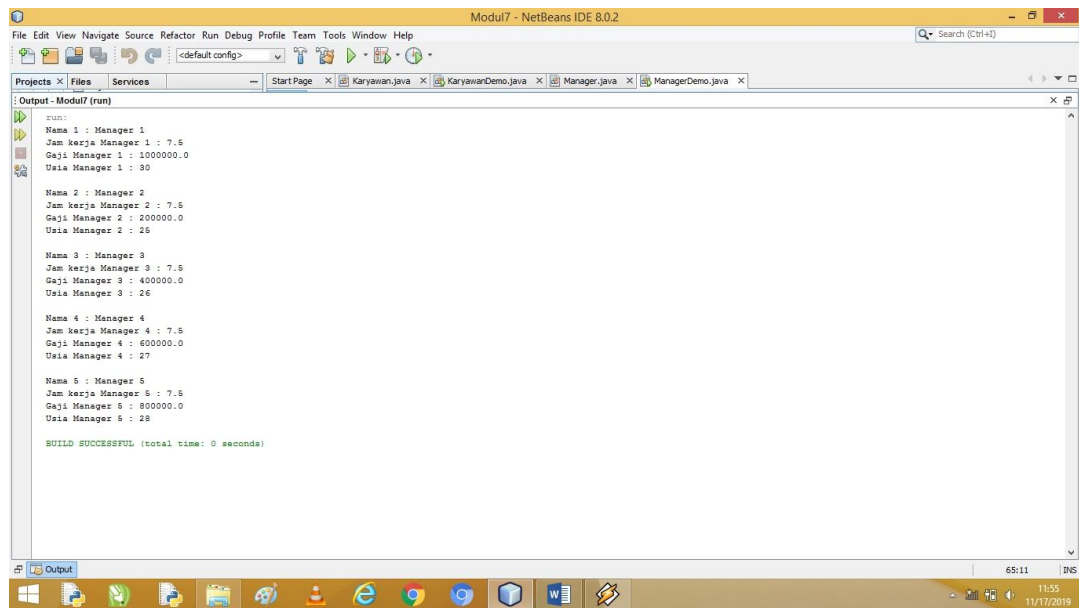 Modul7 - NetBeans IDE 8.0.2
File Edit View Navigate Source Refactor Run Debug Profile Team Tools Window Help
Search (Ctrl+I)
<default config>
Projects Files Services
Start Page Karyawan.java KaryawanDemo.java Manager.java ManagerDemo.java
Output - Modul7 (run)
run:
Nama 1 : Manager 1
Jam kerja Manager 1 : 7.5
Gaji Manager 1 : 1000000.0
Usia Manager 1 : 30
Nama 2 : Manager 2
Jam kerja Manager 2 : 7.5
Gaji Manager 2 : 200000.0
Usia Manager 2 : 25
Nama 3 : Manager 3
Jam kerja Manager 3 : 7.5
Gaji Manager 3 : 400000.0
Usia Manager 3 : 26
Nama 4 : Manager 4
Jam kerja Manager 4 : 7.5
Gaji Manager 4 : 600000.0
Usia Manager 4 : 27
Nama 5 : Manager 5
Jam kerja Manager 5 : 7.5
Gaji Manager 5 : 800000.0
Usia Manager 5 : 28
BUILD SUCCESSFUL (total time: 0 seconds)
Output
65:11 INS
11:55
11/17/2019